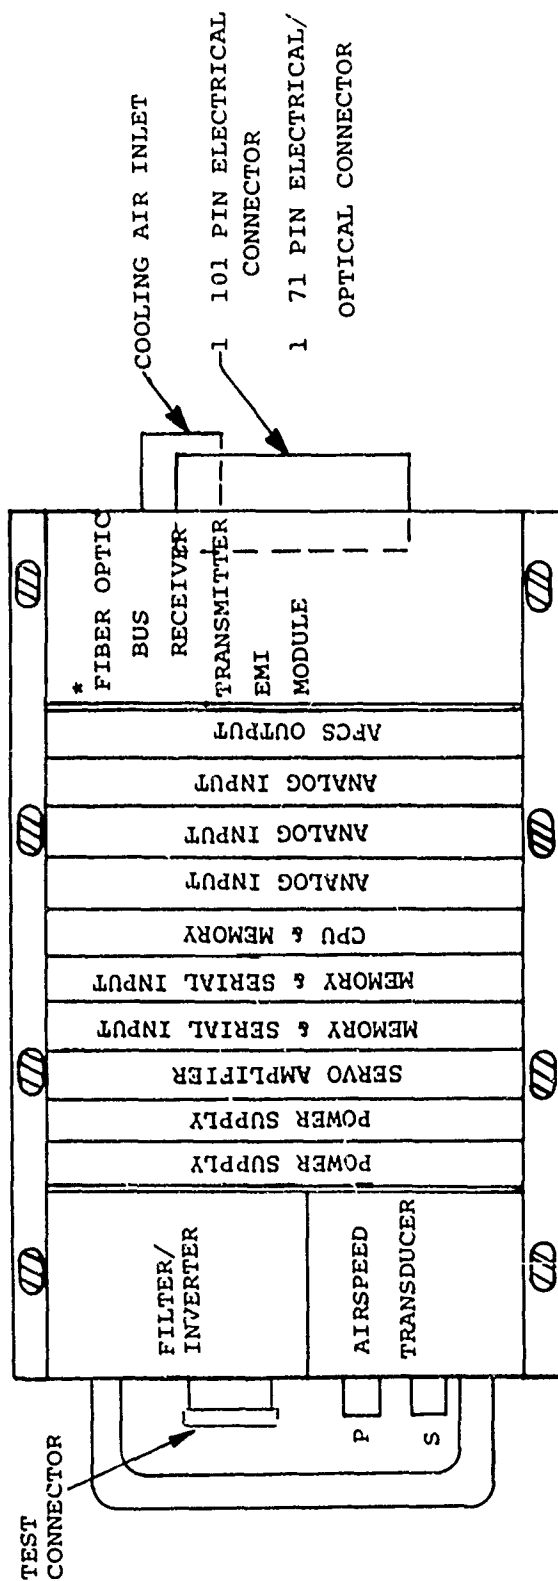 TEST
CONNECTOR
FILTER/
INVERTER
P
S
AIRSPEED
TRANSDUCER
POWER SUPPLY
POWER SUPPLY
SERVO AMPLIFIER
MEMORY & SERIAL INPUT
MEMORY & SERIAL INPUT
CPU & MEMORY
ANALOG INPUT
ANALOG INPUT
ANALOG INPUT
AFCS OUTPUT
*
FIBER OPTIC
BUS
RECEIVER
TRANSMITTER
EMI
MODULE
COOLING AIR INLET
1 101 PIN ELECTRICAL
CONNECTOR
1 71 PIN ELECTRICAL/
OPTICAL CONNECTOR